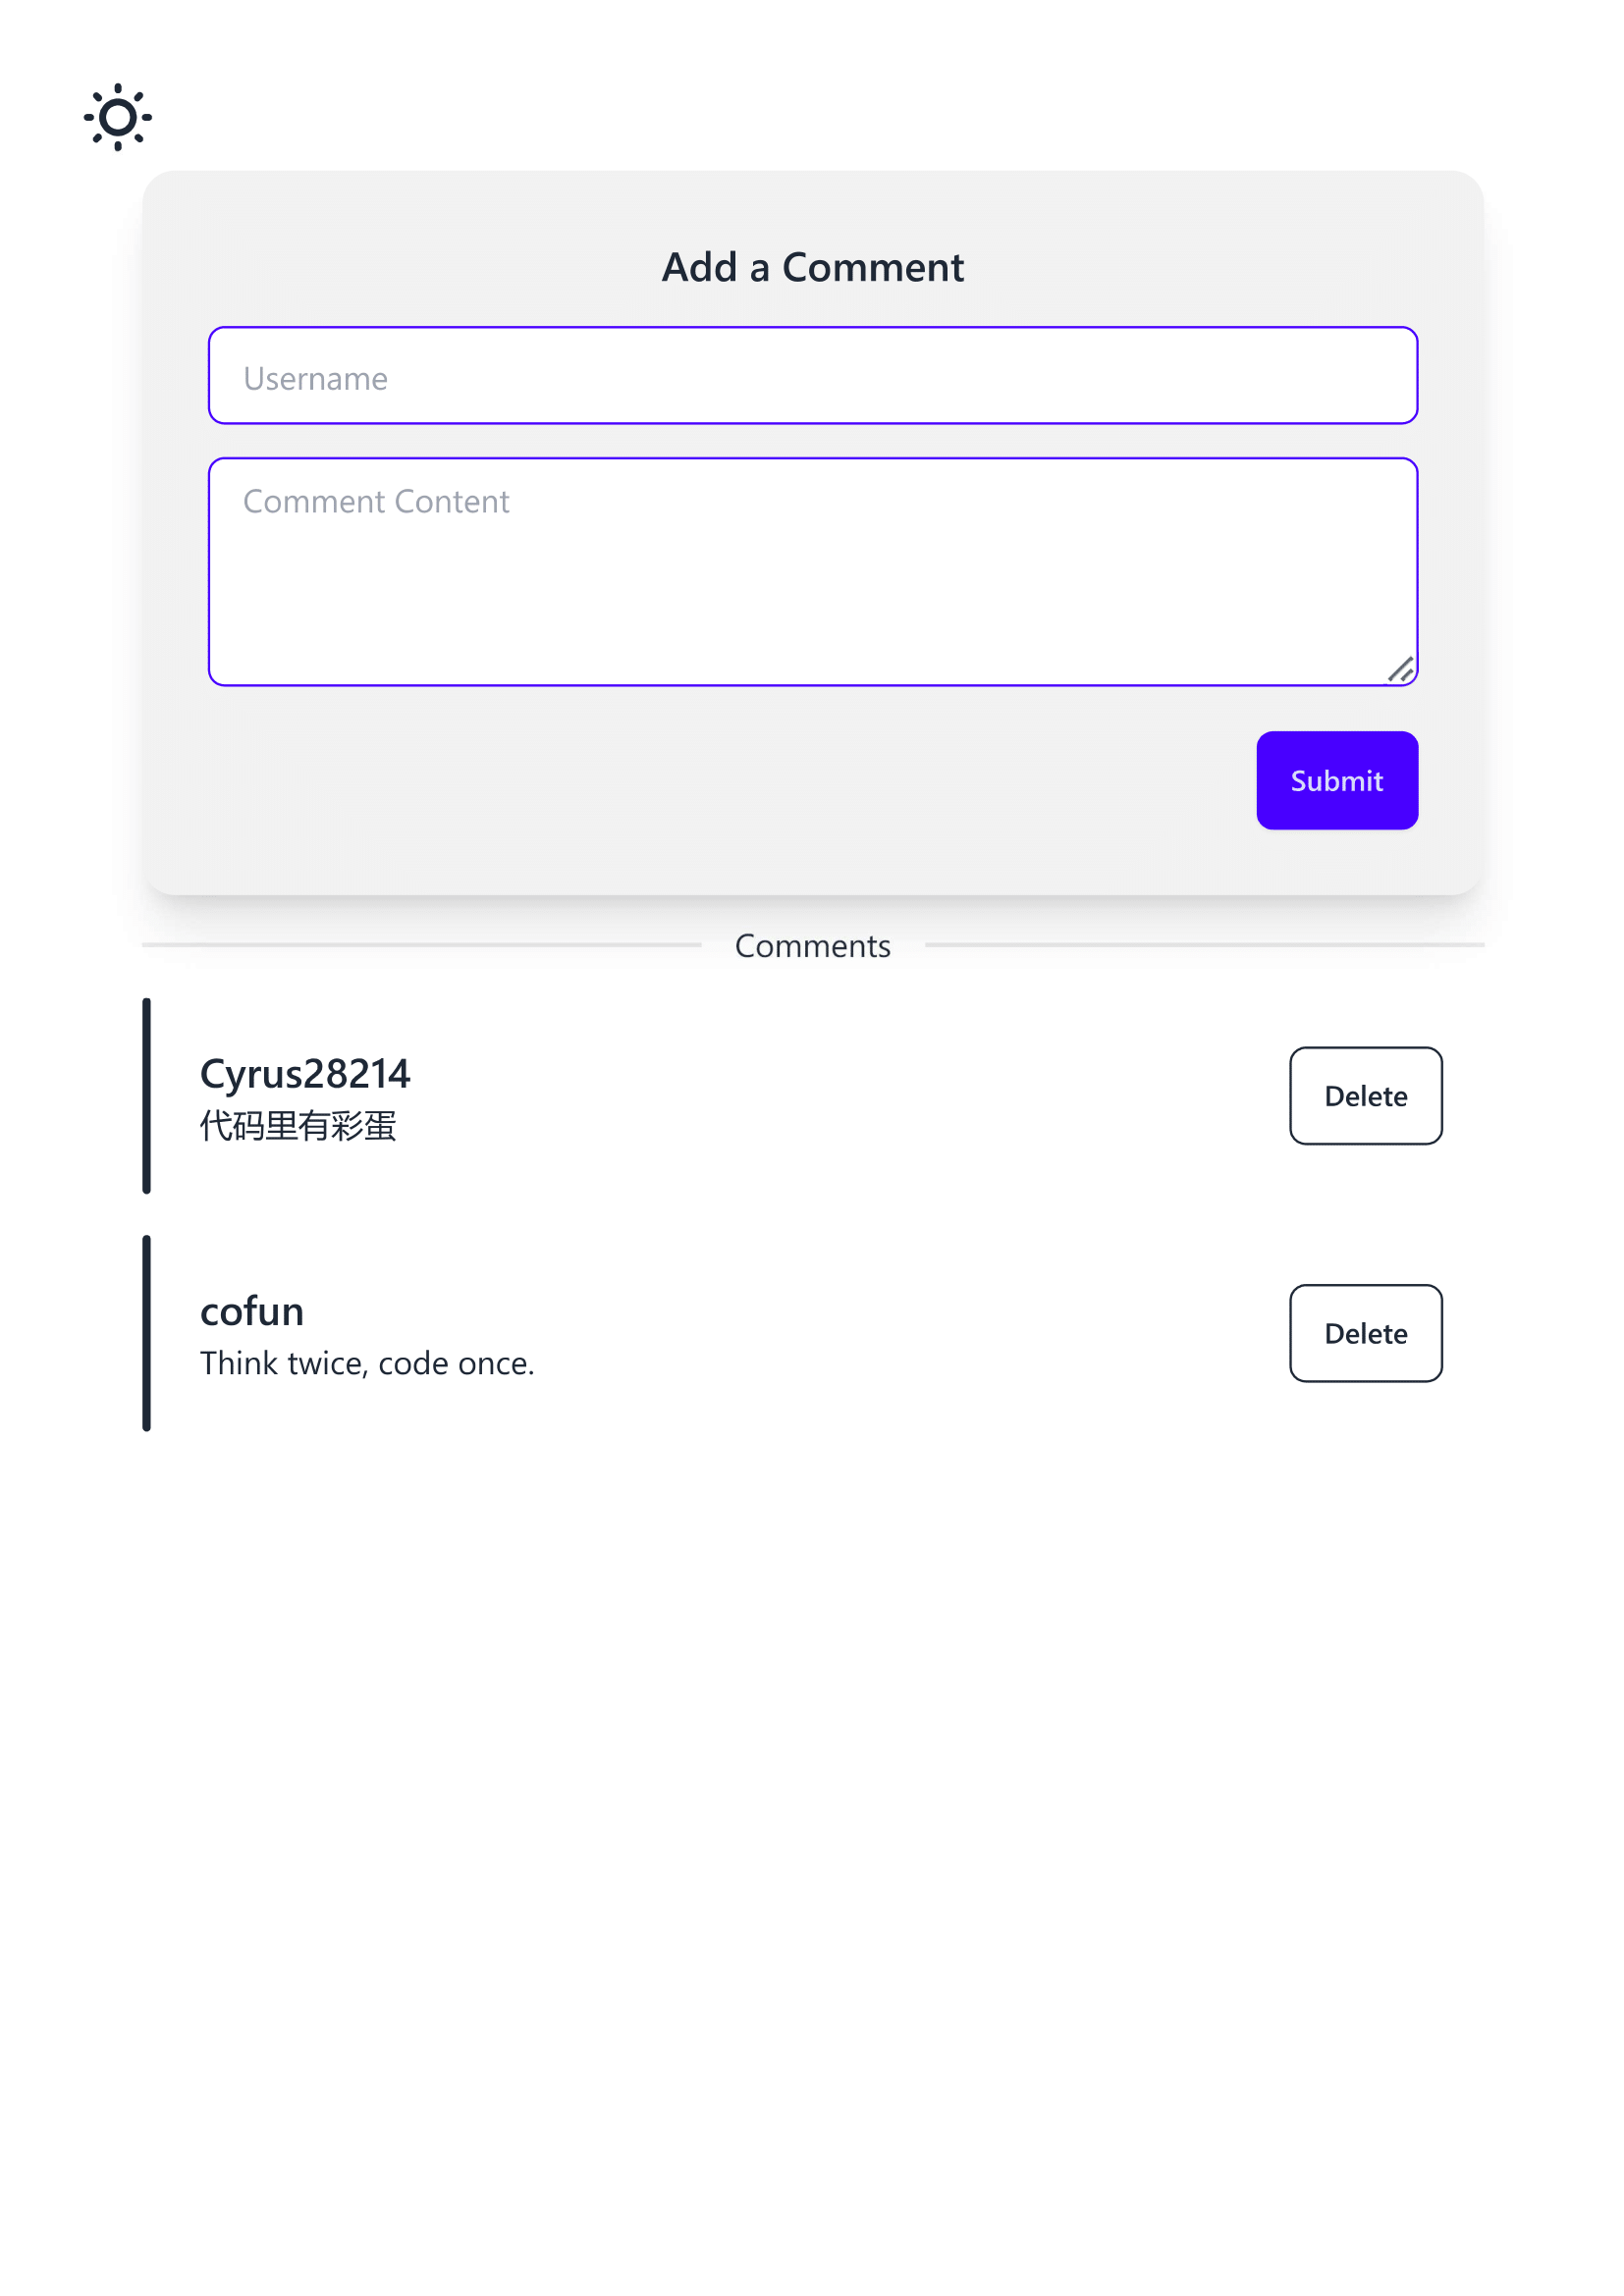 Add a Comment
Username
Comment Content
Submit
Comments
Cyrus28214
代码里有彩蛋
Delete
cofun
Think twice, code once.
Delete